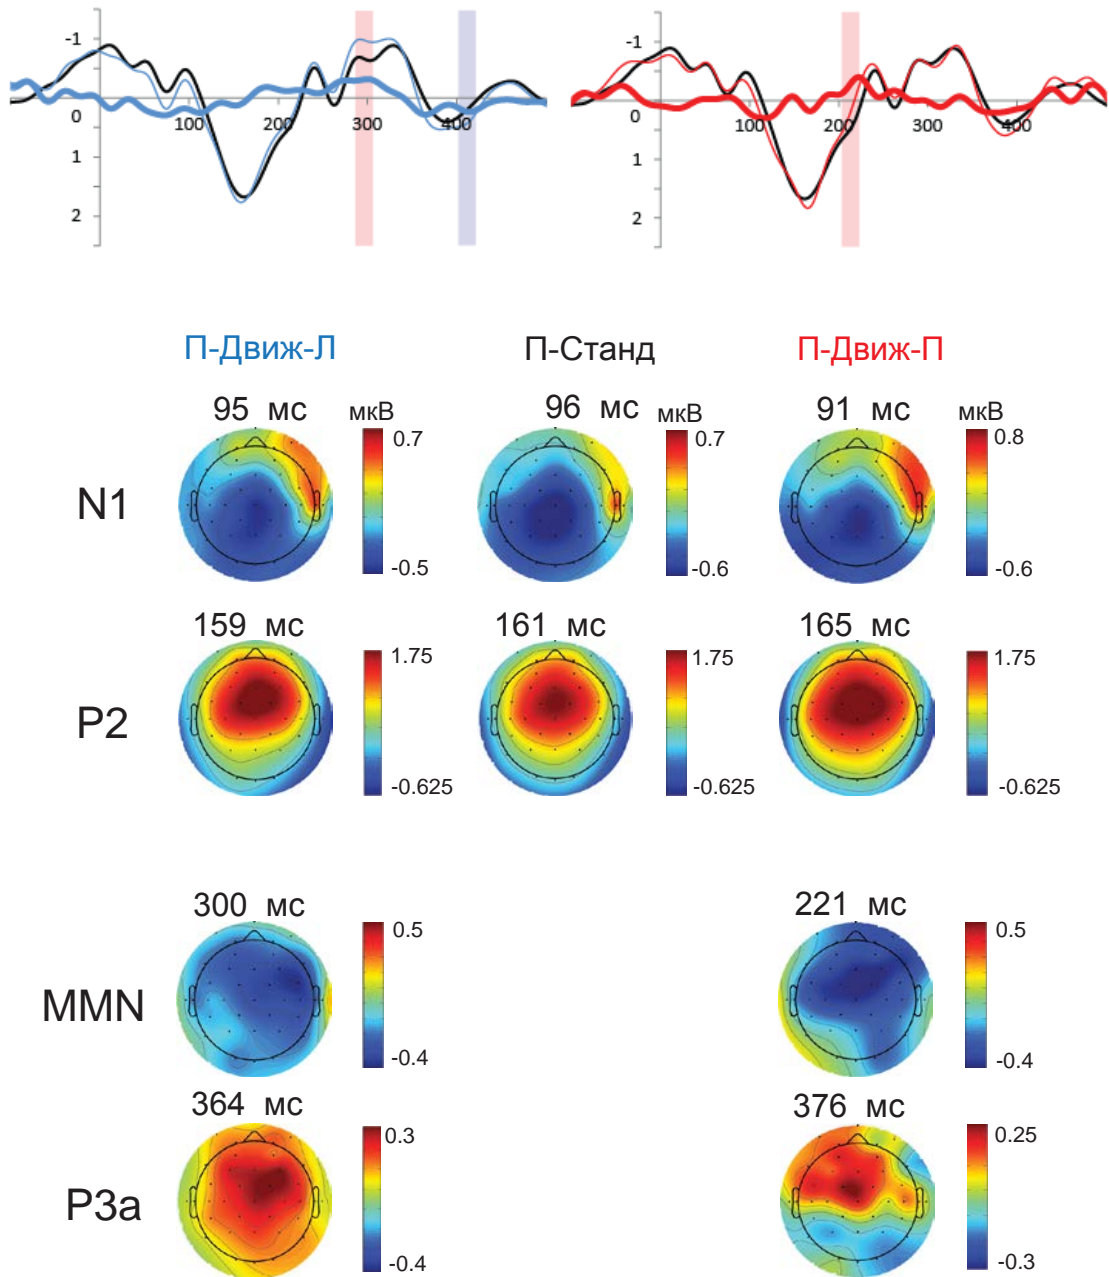 -1 -1
0 100 200 300 400 0 100 200 300 400
1 1
2 2
П-Движ-Л П-Станд П-Движ-П
95 мс мкВ 96 мс мкВ 91 мс мкВ
0.7 0.7 0.8
N1
-0.5 -0.6 -0.6
159 мс 161 мс 165 мс
1.75 1.75 1.75
P2
-0.625 -0.625 -0.625
300 мс 221 мс
0.5 0.5
MMN
-0.4 -0.4
364 мс 376 мс
0.3 0.25
P3a
-0.4 -0.3